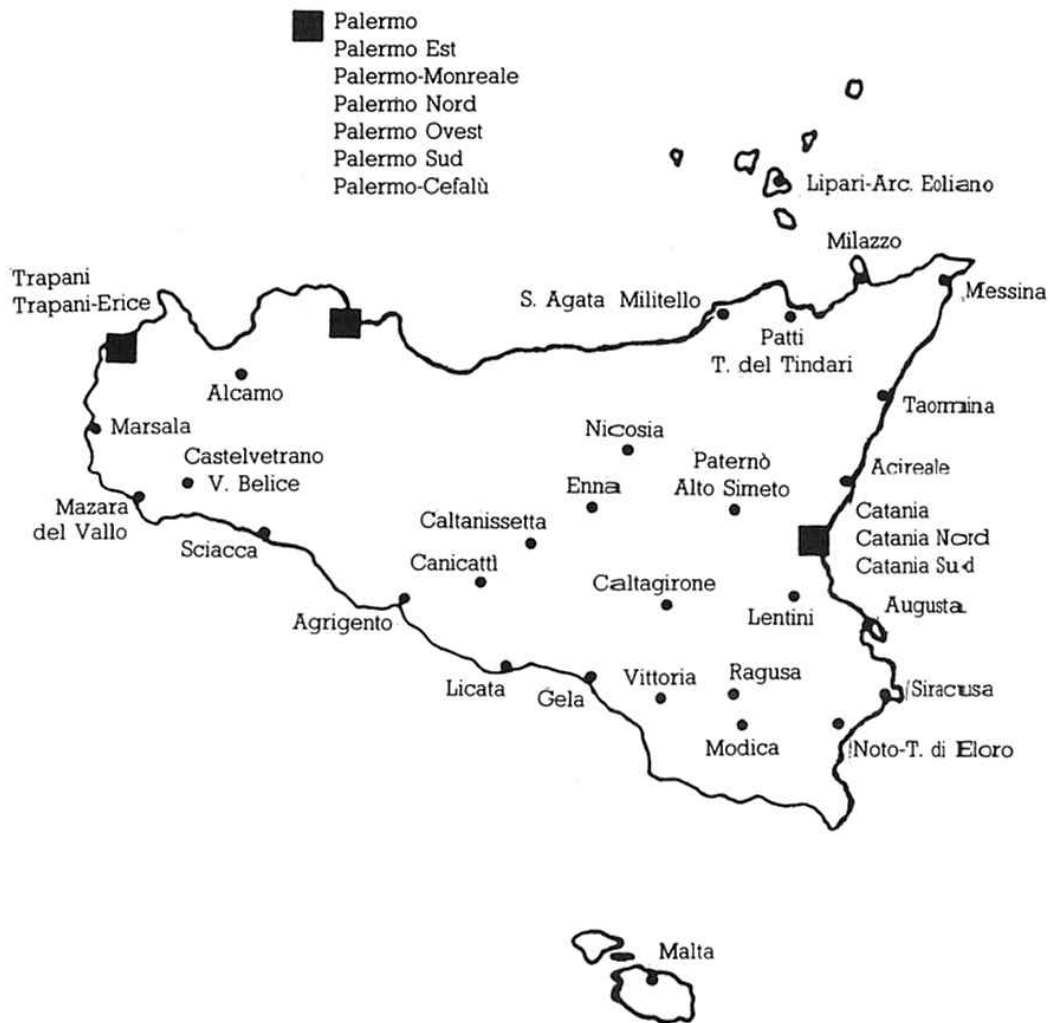 Palermo
Palermo Est
Palermo-Monreale
Palermo Nord
Palermo Ovest
Palermo Sud
Palermo-Cefalù
Lipari-Arc. Eoliano
Milazzo
Trapani
Trapani-Erice
S. Agata Militello
Messina
Patti
T. del Tindari
Alcamo
Taormina
Marsala
Nicosia
Castelvetrano
V. Belice
Paternò
Alto Simeto
Acireale
Enna
Mazara
del Vallo
Caltanissetta
Catania
Catania Nord
Catania Sud
Sciacca
Canicattì
Caltagirone
Agrigento
Lentini
Augusta
Licata
Gela
Vittoria
Ragusa
Siracusa
Modica
Noto-T. di Eloro
Malta